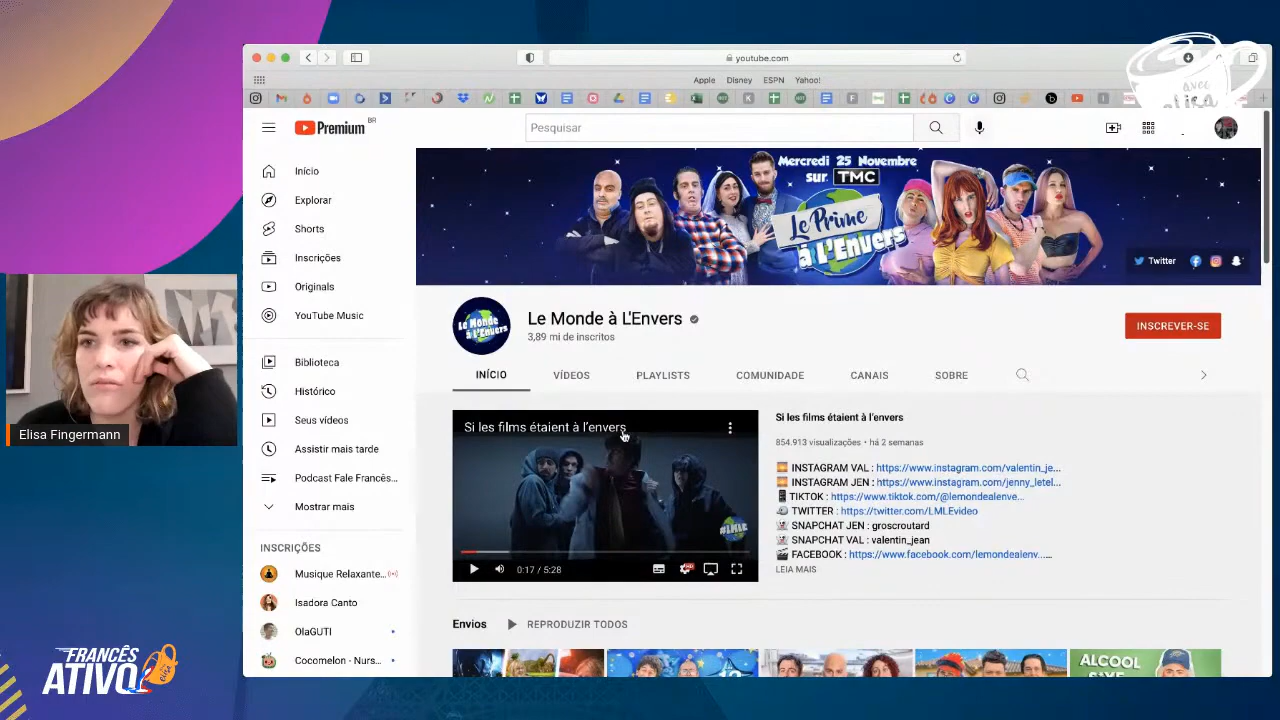 youtube.com
Apple Disney ESPN Yahoo!
avec
Premium BR
Pesquisar
Início
Explorar
Shorts
Inscrições
Originals
YouTube Music
Biblioteca
Histórico
Seus vídeos
Assistir mais tarde
Podcast Fale Francês...
Mostrar mais
INSCRIÇÕES
Musique Relaxante...
Isadora Canto
OlaGUTI
Cocomelon - Nurs...
Mercredi 25 Novembre
sur TMC
Le Prime
à l'Envers
Twitter
Le Monde
à l'Envers
Le Monde à L'Envers
3,89 mi de inscritos
INSCREVER-SE
INÍCIO VÍDEOS PLAYLISTS COMUNIDADE CANAIS SOBRE
Si les films étaient à l'envers
#LMLE
0:17 / 5:28
HD
Si les films étaient à l'envers
854.913 visualizações • há 2 semanas
INSTAGRAM VAL : https://www.instagram.com/valentin_je...
INSTAGRAM JEN : https://www.instagram.com/jenny_letel...
TIKTOK : https://www.tiktok.com/@lemondealenve...
TWITTER : https://twitter.com/LMLEvideo
SNAPCHAT JEN : groscroutard
SNAPCHAT VAL : valentin_jean
FACEBOOK : https://www.facebook.com/lemondealenv...
LEIA MAIS
Envios REPRODUZIR TODOS
ALCOOL
Elisa Fingermann
FRANCÊS
ATIVO